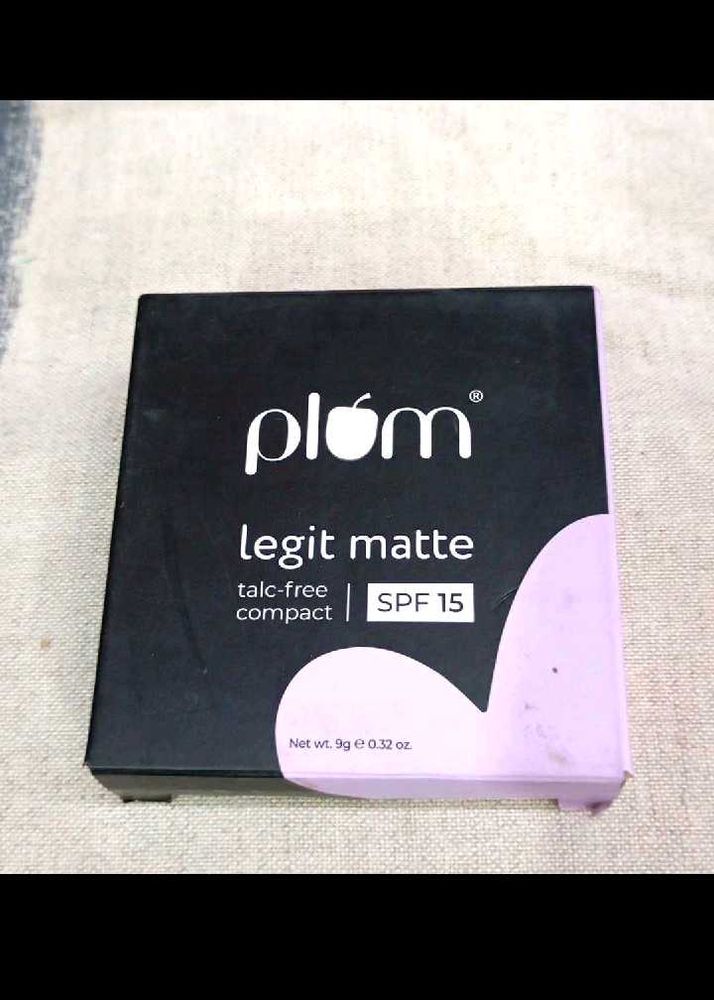 plum®
legit matte
talc-free
compact | SPF 15
Net wt. 9g ℮ 0.32 oz.